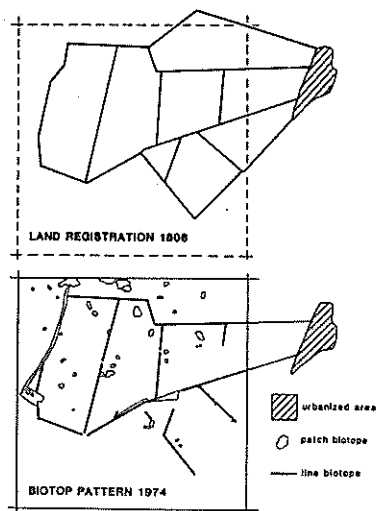 LAND REGISTRATION 1808
urbanized area
patch biotope
line biotope
BIOTOP PATTERN 1974